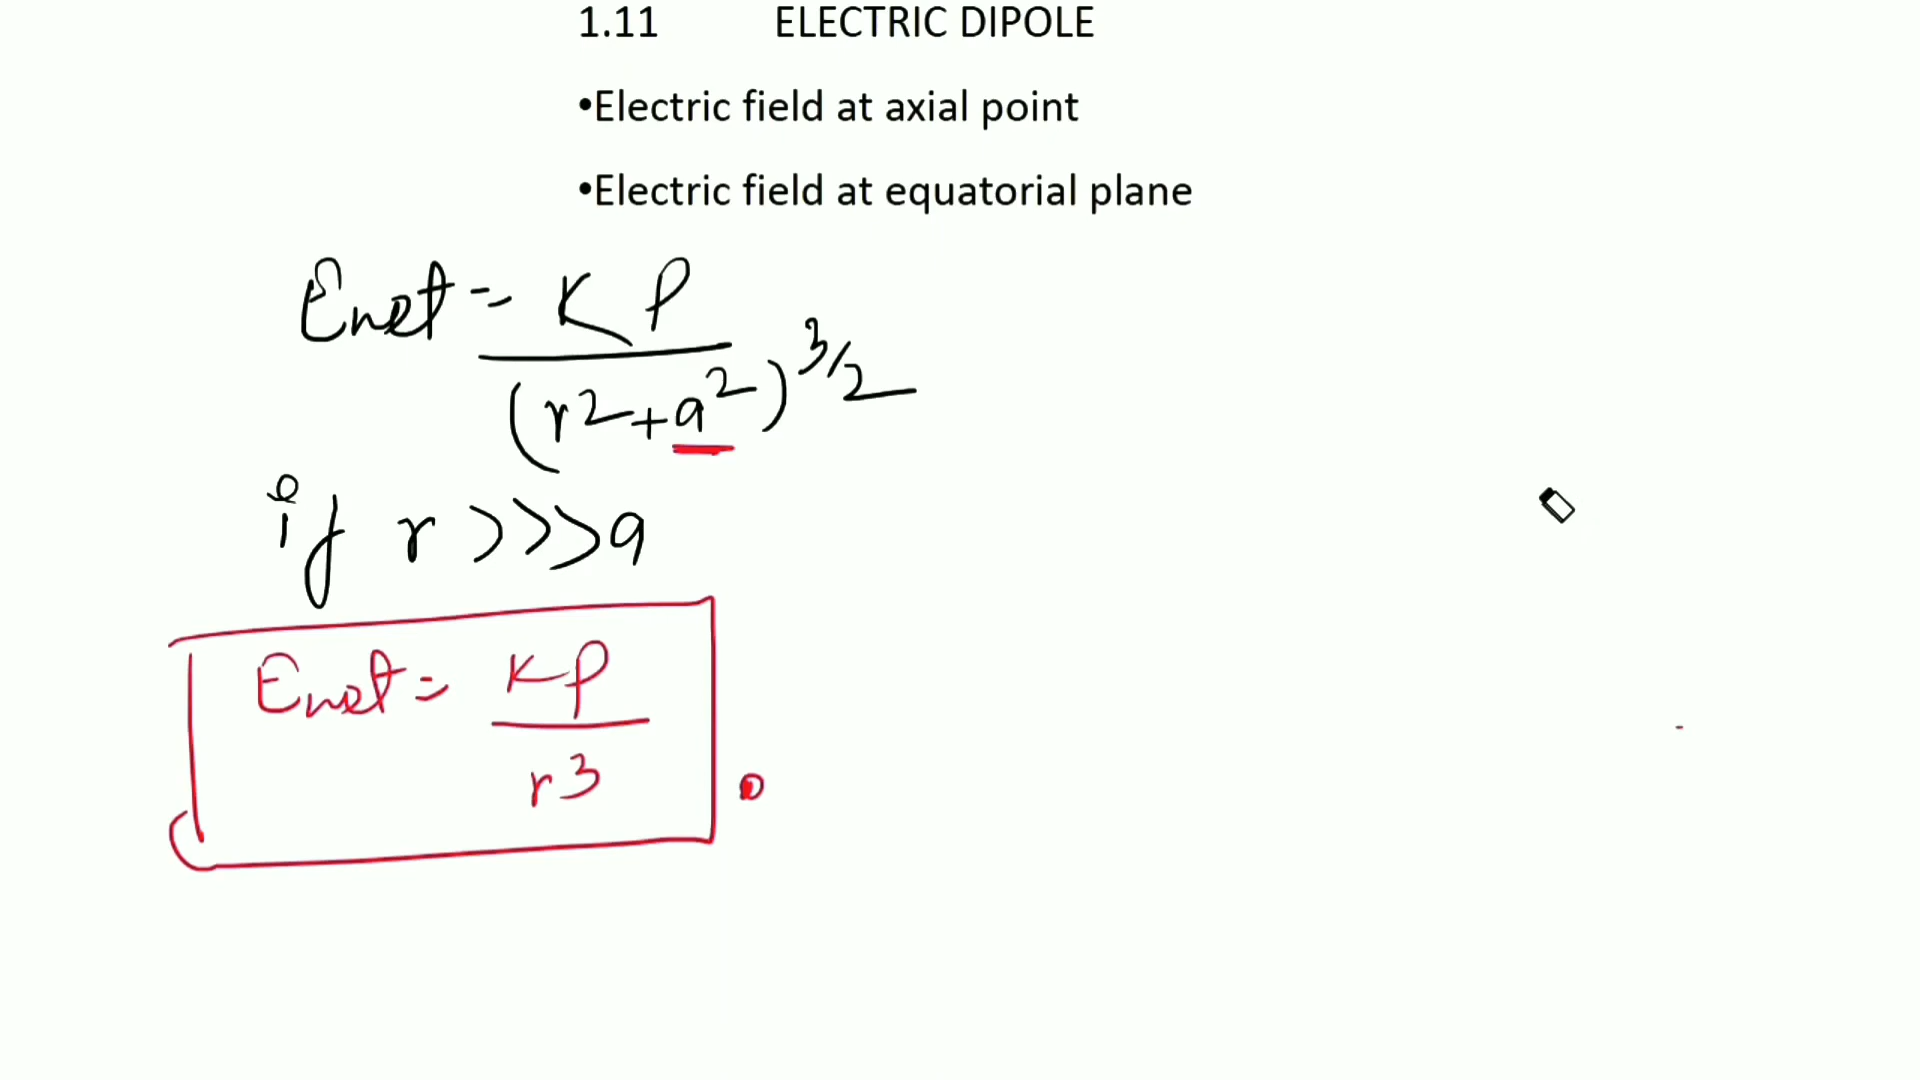 1.11 ELECTRIC DIPOLE
•Electric field at axial point
•Electric field at equatorial plane
Enet = KP
(r2+a2)3/2
if r >>>a
Enet = KP
r3